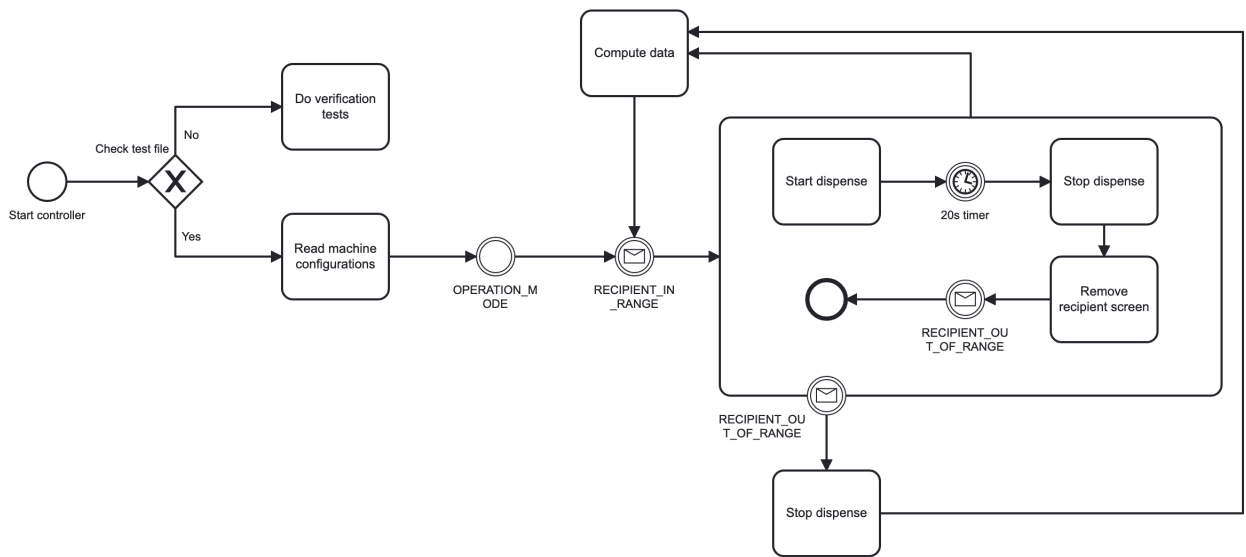 Compute data
Do verification
tests
No
Check test file
Start controller
Yes
Read machine
configurations
OPERATION_M
ODE
RECIPIENT_IN
_RANGE
Start dispense
20s timer
Stop dispense
Remove
recipient screen
RECIPIENT_OU
T_OF_RANGE
RECIPIENT_OU
T_OF_RANGE
Stop dispense